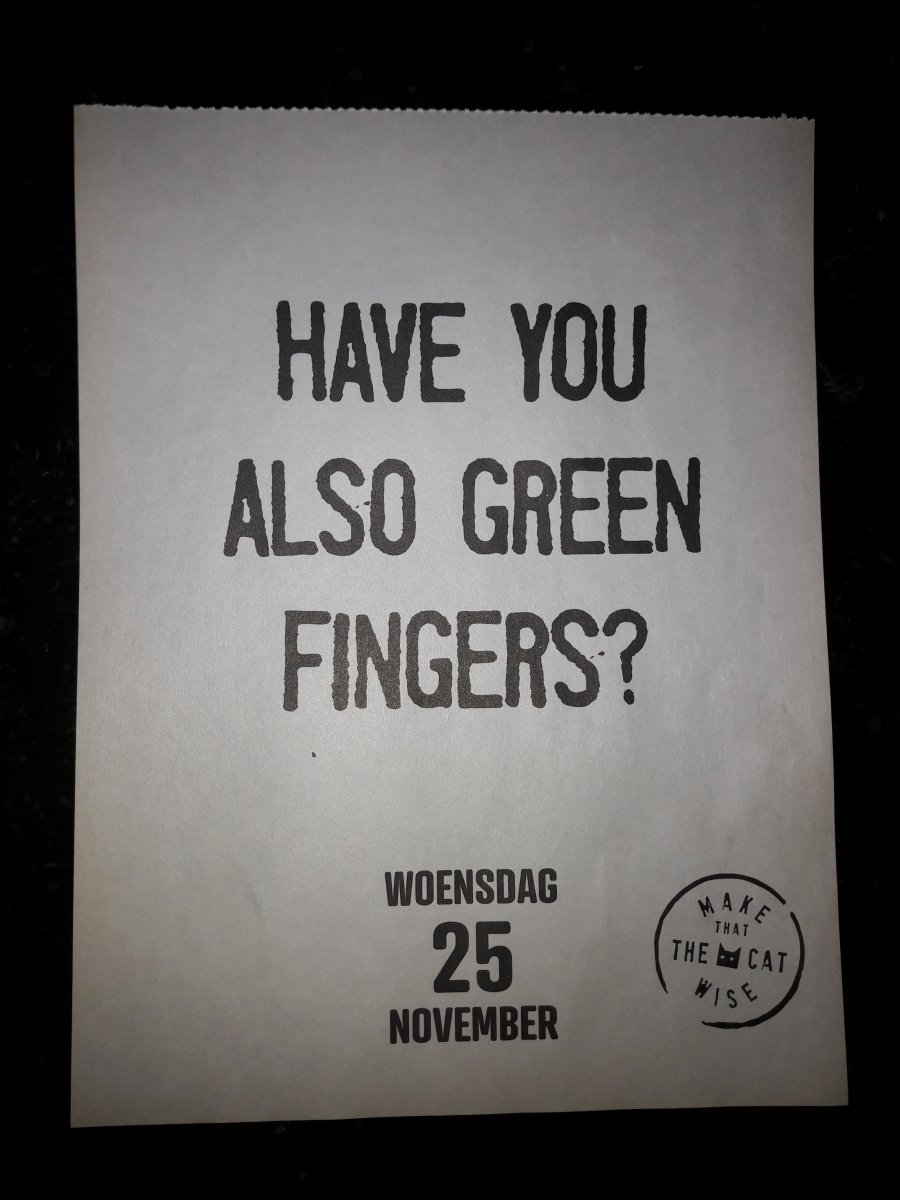 HAVE YOU
ALSO GREEN
FINGERS?
WOENSDAG
25
NOVEMBER
MAKE
THAT
THE CAT
WISE